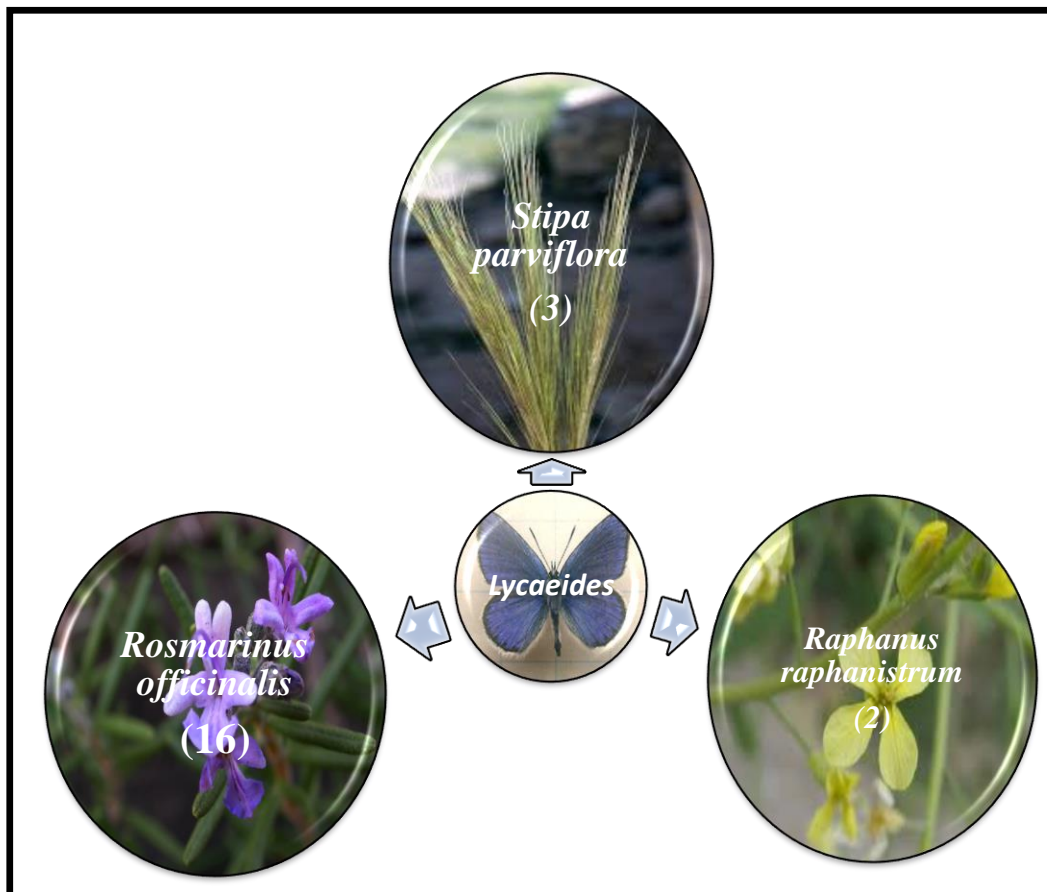 Stipa
parviflora
(3)
Lycaeides
Rosmarinus
officinalis
(16)
Raphanus
raphanistrum
(2)